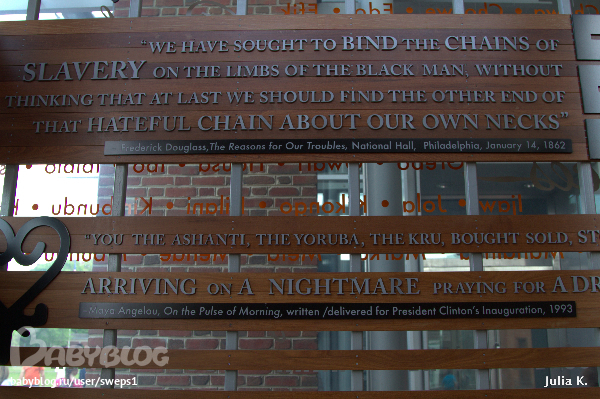 "WE HAVE SOUGHT TO BIND THE CHAINS OF
SLAVERY ON THE LIMBS OF THE BLACK MAN, WITHOUT
THINKING THAT AT LAST WE SHOULD FIND THE OTHER END OF
THAT HATEFUL CHAIN ABOUT OUR OWN NECKS"
- Frederick Douglass, The Reasons for Our Troubles, National Hall, Philadelphia, January 14, 1862
"YOU THE ASHANTI, THE YORUBA, THE KRU, BOUGHT SOLD, ST
ARRIVING ON A NIGHTMARE PRAYING FOR A DR
- Maya Angelou, On the Pulse of Morning, written /delivered for President Clinton's Inauguration, 1993
BABYBLOG
babyblog.ru/user/sweps1
Julia K.